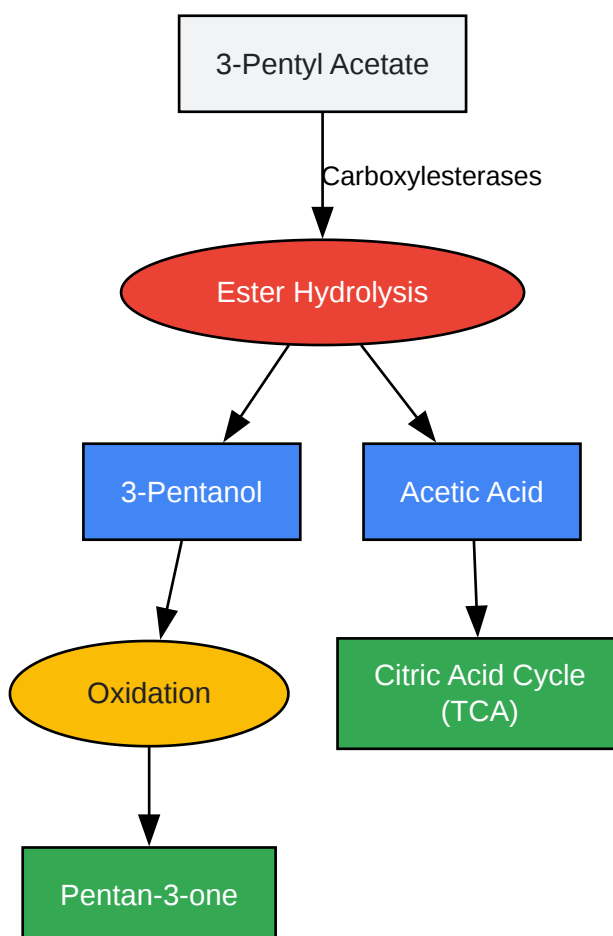 3-Pentyl Acetate
Carboxylesterases
Ester Hydrolysis
3-Pentanol
Acetic Acid
Oxidation
Citric Acid Cycle
(TCA)
Pentan-3-one